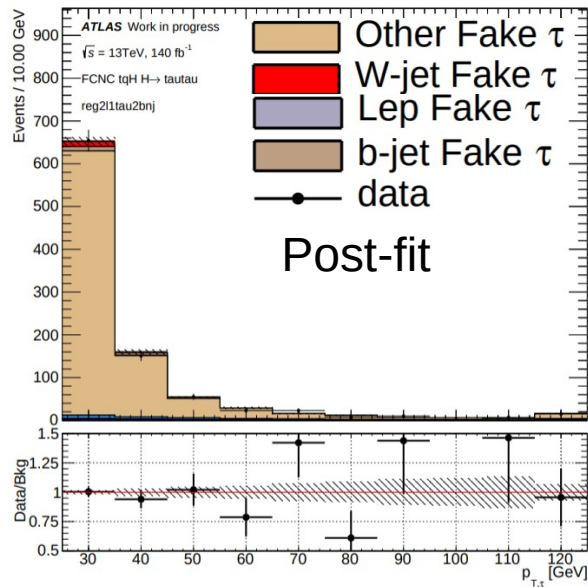 ATLAS Work in progress
√s = 13TeV, 140 fb⁻¹
FCNC tqH H→ tautau
reg2l1tau2bnj
Other Fake τ
W-jet Fake τ
Lep Fake τ
b-jet Fake τ
data
Post-fit
Events / 10.00 GeV
900
800
700
600
500
400
300
200
100
0
Data/Bkg
1.5
1.25
1
0.75
0.5
30 40 50 60 70 80 90 100 110 120
p_T,τ [GeV]